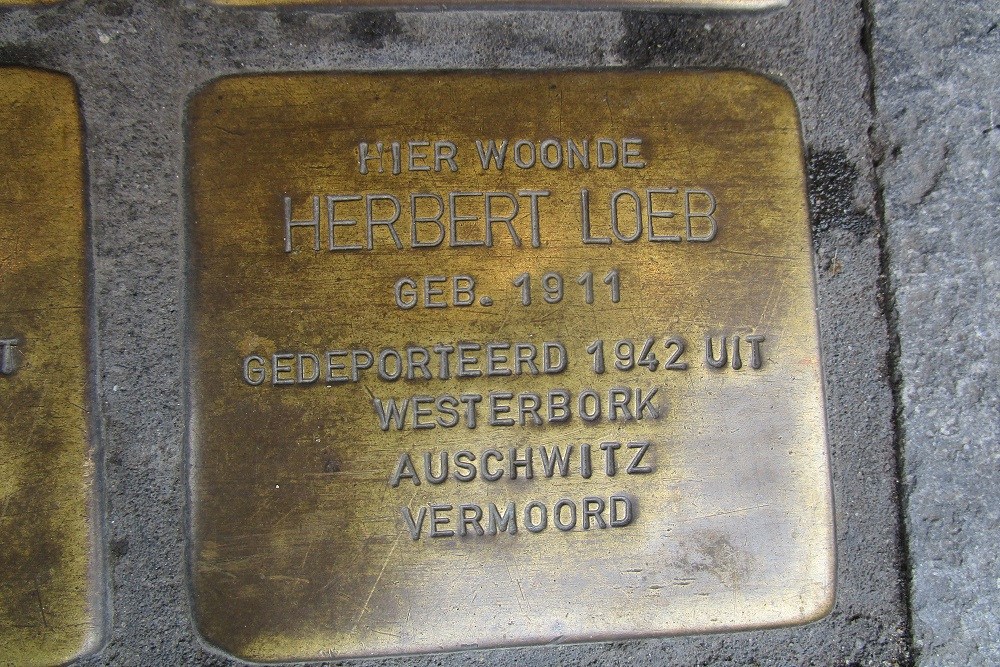 HIER WOONDE
HERBERT LOEB
GEB. 1911
GEDEPORTEERD 1942 UIT
WESTERBORK
AUSCHWITZ
VERMOORD
T